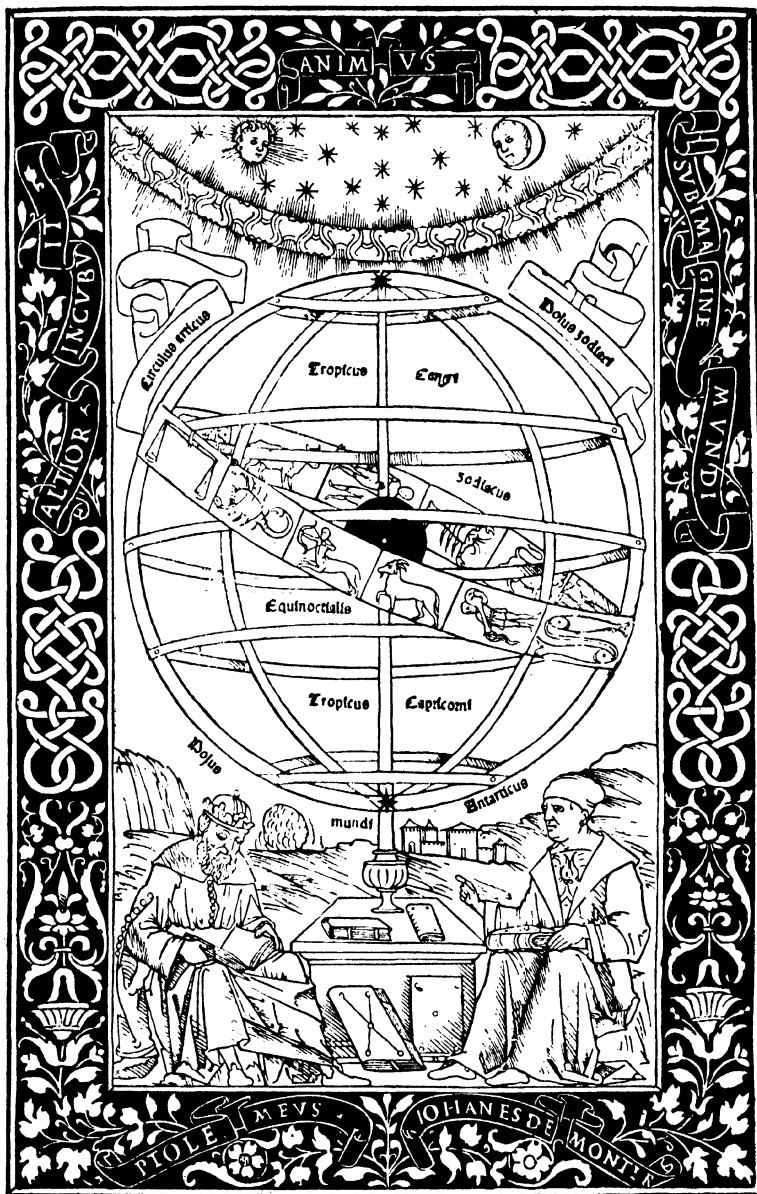 ANIM VS
ALTIOR INCVBV IT
SVB IMAGINE MVNDI
Circulus articus
Polus zodiaci
Tropicus Cancri
zodiacus
Equinoctialis
Tropicus Capricorni
Polus
mundi
Antarticus
PTOLE MEVS
IOHANES DE MONTE